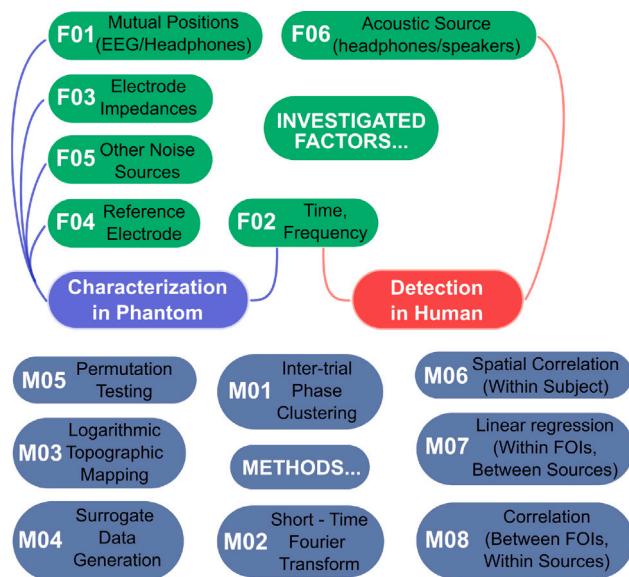 F01 Mutual Positions
(EEG/Headphones)
F06 Acoustic Source
(headphones/speakers)
F03 Electrode
Impedances
INVESTIGATED
FACTORS...
F05 Other Noise
Sources
F04 Reference
Electrode
F02 Time,
Frequency
Characterization
in Phantom
Detection
in Human
M05 Permutation
Testing
M01 Inter-trial
Phase
Clustering
M06 Spatial Correlation
(Within Subject)
M03 Logarithmic
Topographic
Mapping
METHODS...
M07 Linear regression
(Within FOIs,
Between Sources)
M04 Surrogate
Data
Generation
M02 Short - Time
Fourier
Transform
M08 Correlation
(Between FOIs,
Within Sources)